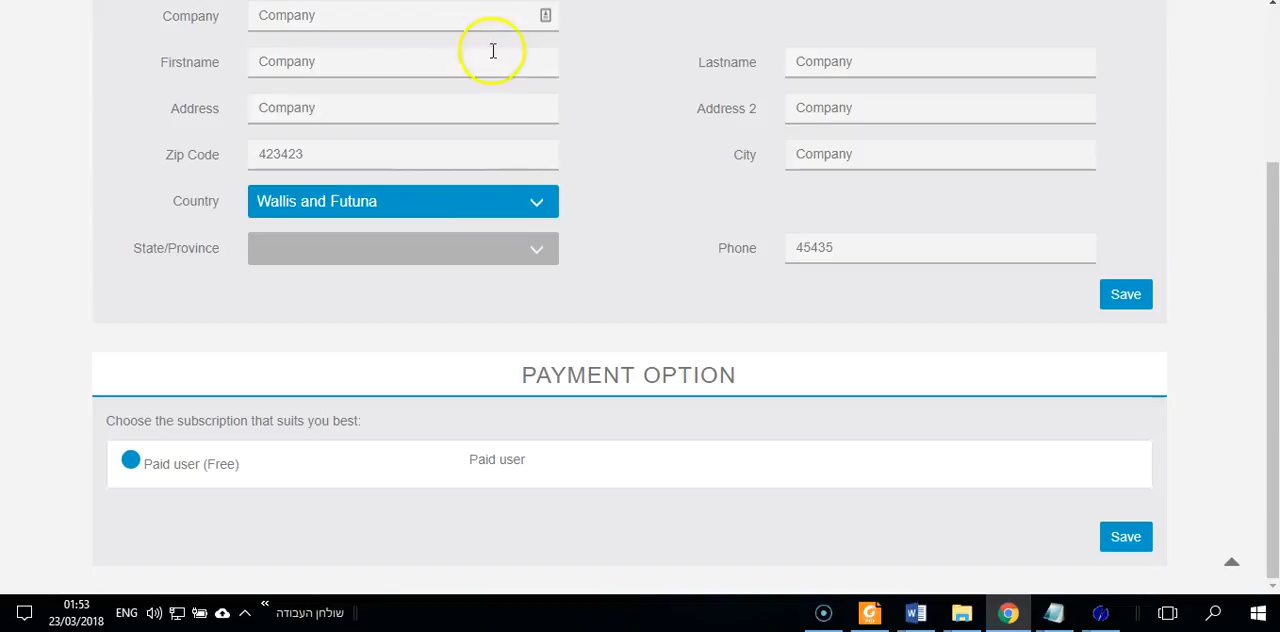 Company Company
Firstname Company Lastname Company
Address Company Address 2 Company
Zip Code 423423 City Company
Country Wallis and Futuna
State/Province Phone 45435
Save
PAYMENT OPTION
Choose the subscription that suits you best:
Paid user (Free) Paid user
Save
01:53
23/03/2018
ENG
שולחן העבודה